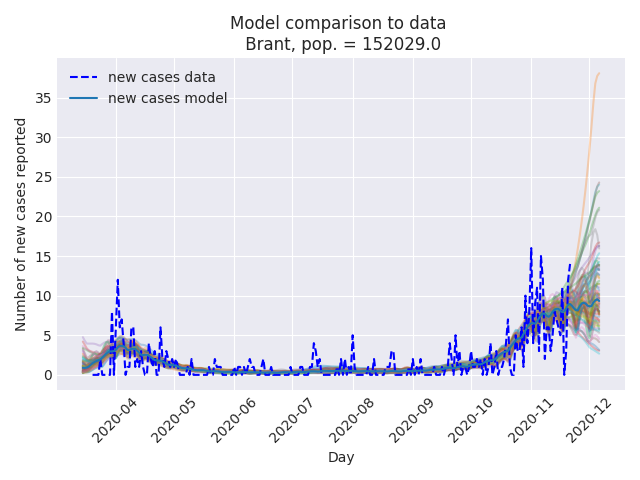 Model comparison to data
Brant, pop. = 152029.0
new cases data
new cases model
Number of new cases reported
35
30
25
20
15
10
5
0
2020-04
2020-05
2020-06
2020-07
2020-08
2020-09
2020-10
2020-11
2020-12
Day